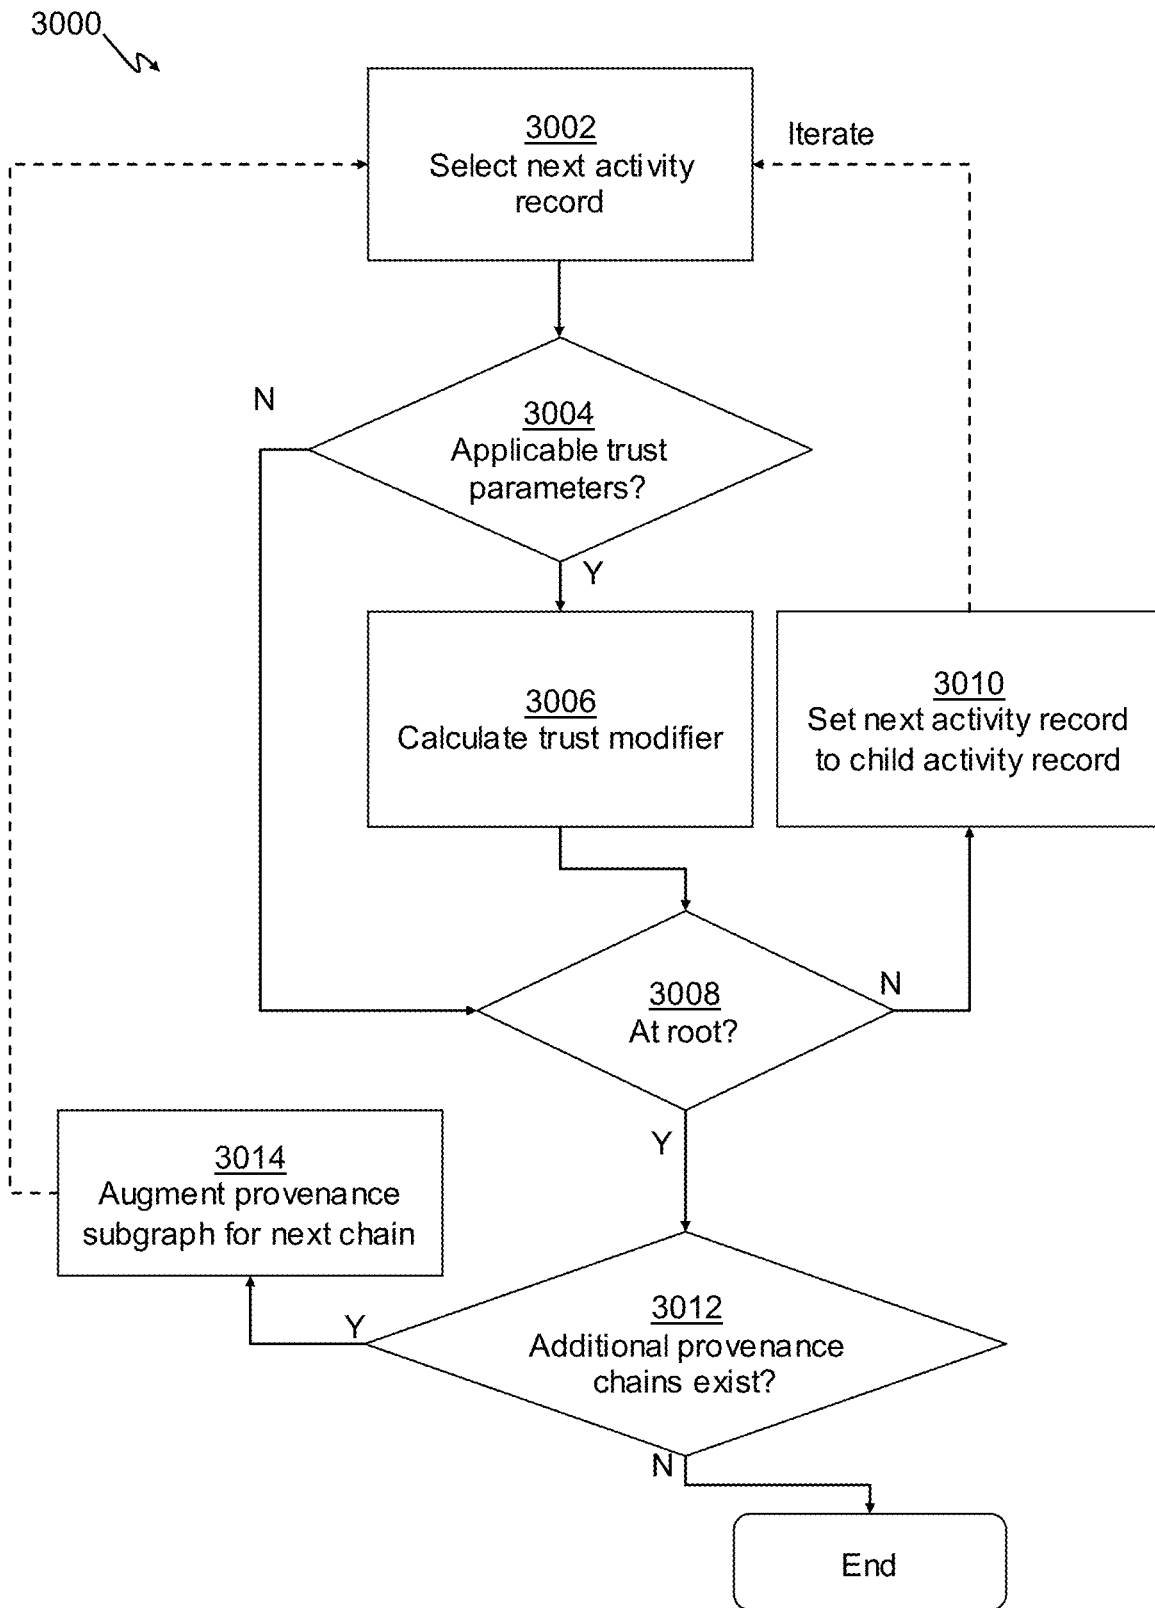 3000
3002
Select next activity
record
Iterate
N
3004
Applicable trust
parameters?
Y
3006
Calculate trust modifier
3010
Set next activity record
to child activity record
3008
At root?
N
Y
3014
Augment provenance
subgraph for next chain
3012
Additional provenance
chains exist?
Y
N
End